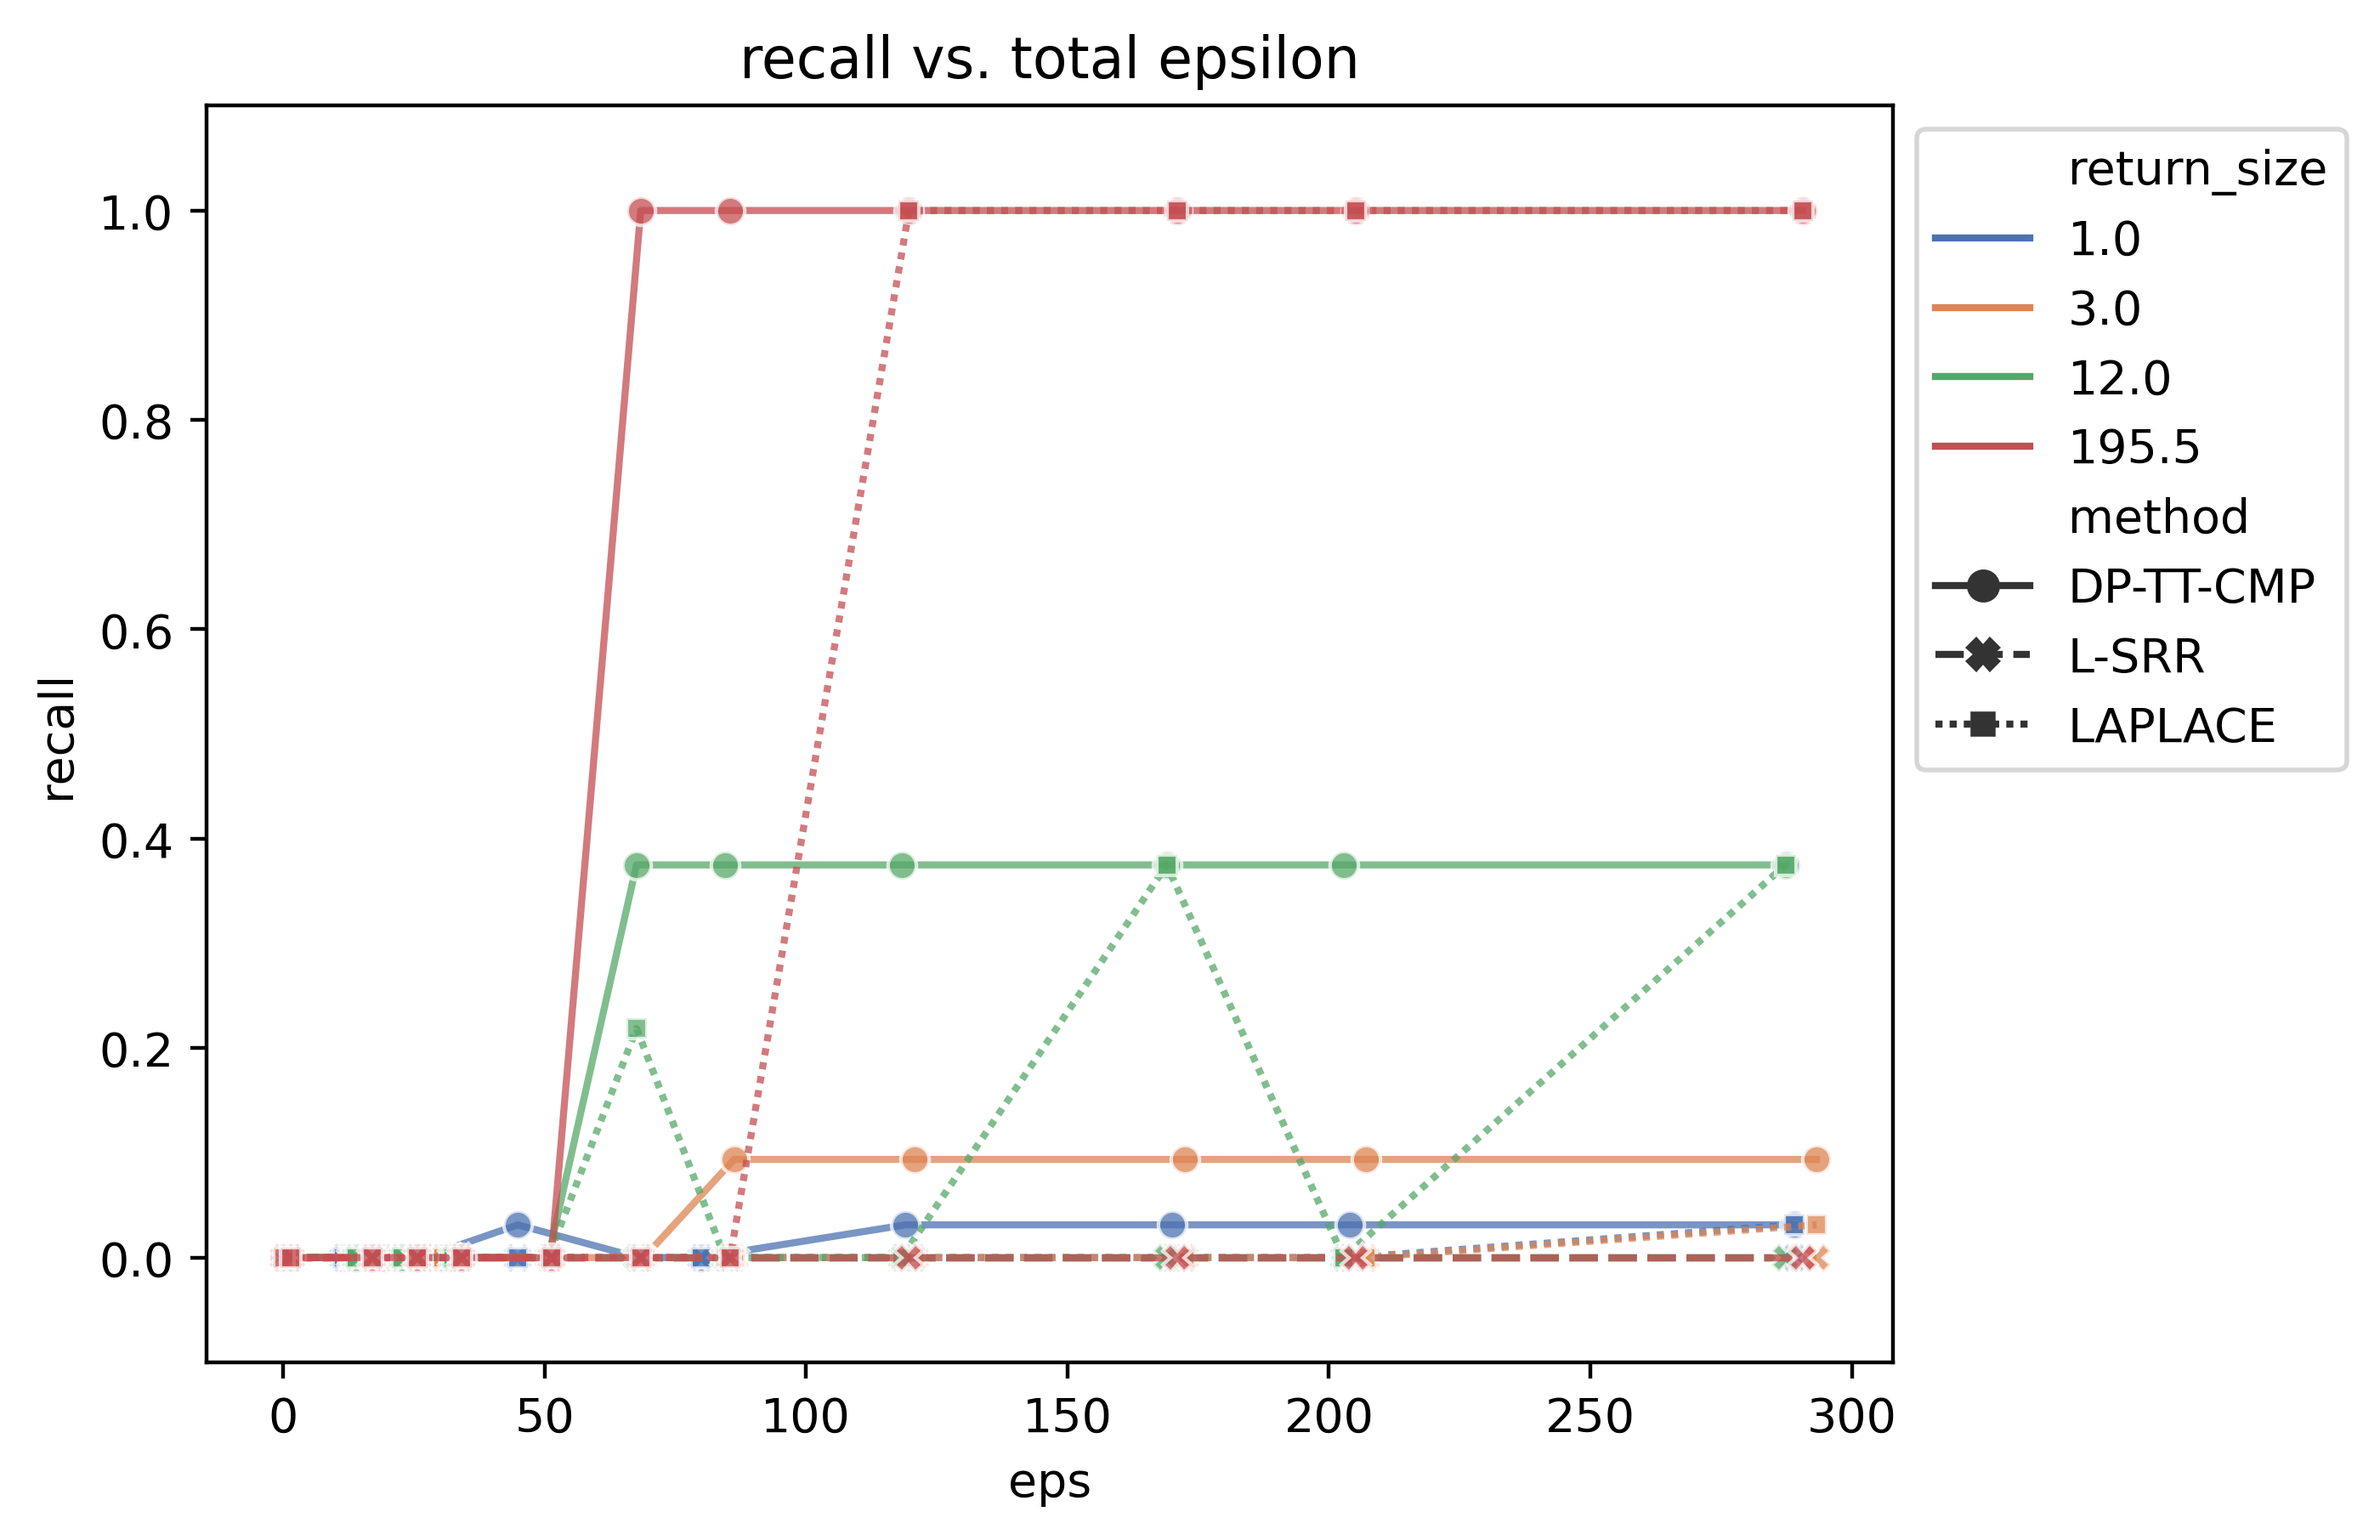 recall vs. total epsilon
1.0
0.8
0.6
0.4
0.2
0.0
recall
0 50 100 150 200 250 300
eps
return_size
1.0
3.0
12.0
195.5
method
DP-TT-CMP
L-SRR
LAPLACE